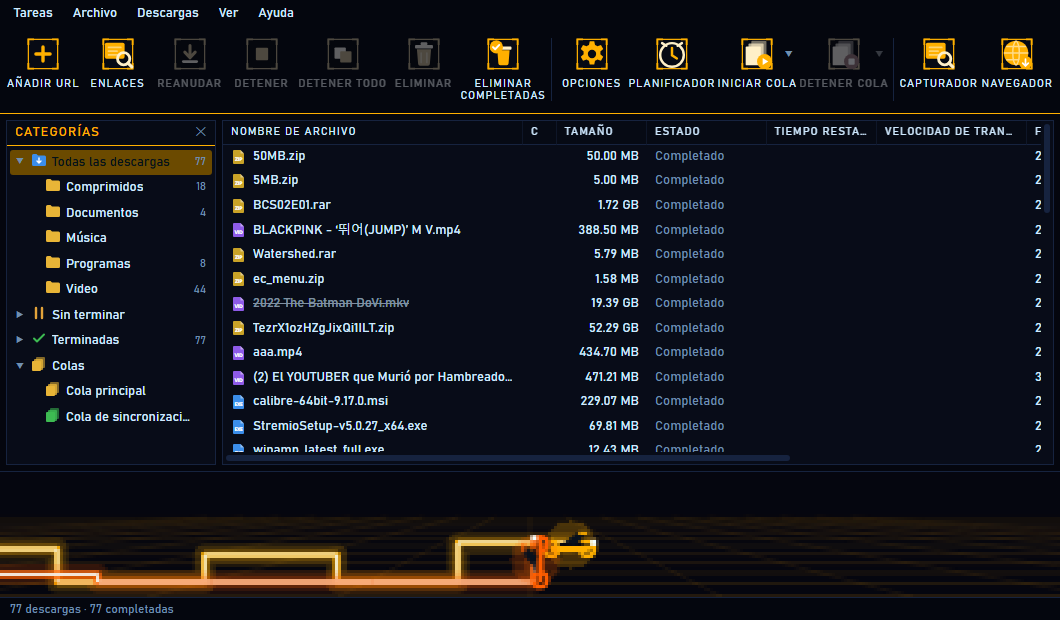 Tareas Archivo Descargas Ver Ayuda
AÑADIR URL ENLACES REANUDAR DETENER DETENER TODO ELIMINAR ELIMINAR COMPLETADAS OPCIONES PLANIFICADOR INICIAR COLA DETENER COLA CAPTURADOR NAVEGADOR
CATEGORÍAS
Todas las descargas 77
Comprimidos 18
Documentos 4
Música
Programas 8
Video 44
Sin terminar
Terminadas 77
Colas
Cola principal
Cola de sincronizaci...
NOMBRE DE ARCHIVO C TAMAÑO ESTADO TIEMPO RESTA... VELOCIDAD DE TRAN... F
50MB.zip 50.00 MB Completado 2
5MB.zip 5.00 MB Completado 2
BCS02E01.rar 1.72 GB Completado 2
BLACKPINK - ‘뛰어(JUMP)’ M V.mp4 388.50 MB Completado 2
Watershed.rar 5.79 MB Completado 2
ec_menu.zip 1.58 MB Completado 2
2022 The Batman DoVi.mkv 19.39 GB Completado 2
TezrX1ozHZgJixQi1ILT.zip 52.29 GB Completado 2
aaa.mp4 434.70 MB Completado 2
(2) El YOUTUBER que Murió por Hambreado... 471.21 MB Completado 3
calibre-64bit-9.17.0.msi 229.07 MB Completado 2
StremioSetup-v5.0.27_x64.exe 69.81 MB Completado 2
winamp_latest_full.exe 12.43 MB Completado 2
77 descargas · 77 completadas